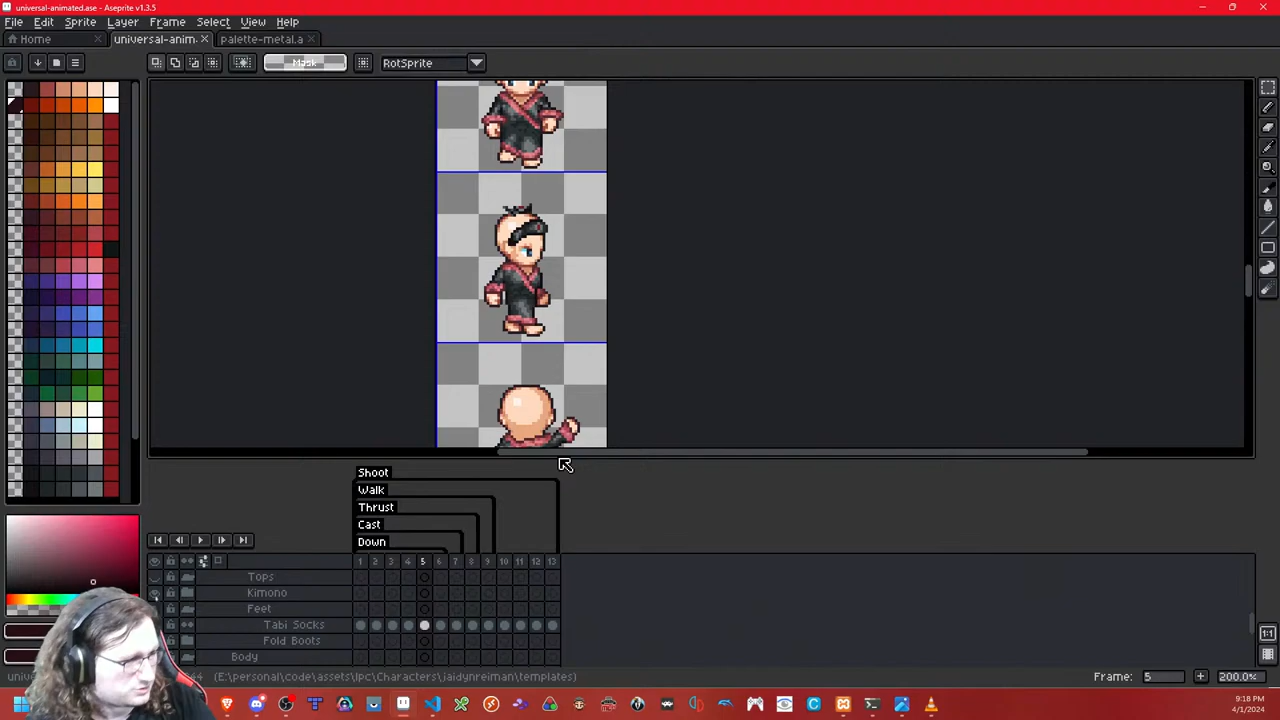 universal-animated.ase - Aseprite v1.3.5
File Edit Sprite Layer Frame Select View Help
Home universal-anim. palette-metal.a
Mask RotSprite
Shoot
Walk
Thrust
Cast
Down
1 2 3 4 5 6 7 8 9 10 11 12 13
Tops
Kimono
Feet
Tabi Socks
Fold Boots
Body
(E:\personal\code\assets\lpc\Characters\jaidynreiman\templates) Frame: 5 200.0%
1:1
9:18 PM
4/1/2024